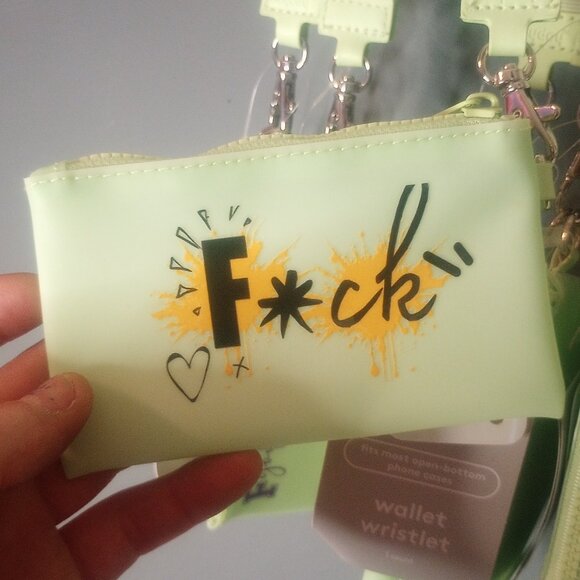 F*ck
fits most open-bottom
phone cases
wallet
wristlet